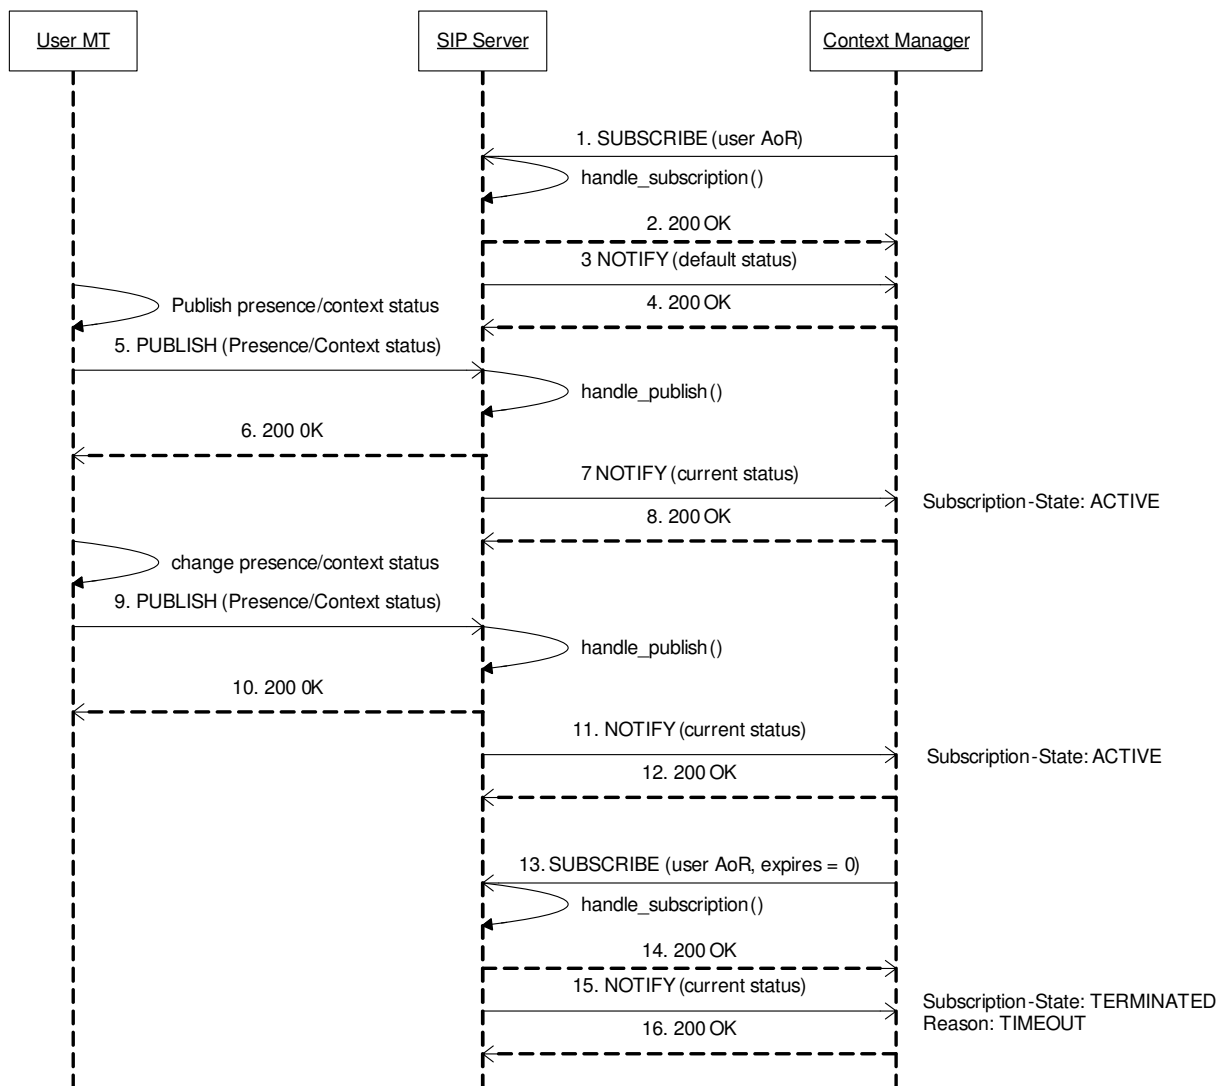 User MT
SIP Server
Context Manager
1. SUBSCRIBE (user AoR)
handle_subscription()
2. 200 OK
3 NOTIFY (default status)
Publish presence/context status
4. 200 OK
5. PUBLISH (Presence/Context status)
handle_publish()
6. 200 0K
7 NOTIFY (current status)
Subscription-State: ACTIVE
8. 200 OK
change presence/context status
9. PUBLISH (Presence/Context status)
handle_publish()
10. 200 0K
11. NOTIFY (current status)
Subscription-State: ACTIVE
12. 200 OK
13. SUBSCRIBE (user AoR, expires = 0)
handle_subscription()
14. 200 OK
15. NOTIFY (current status)
Subscription-State: TERMINATED
Reason: TIMEOUT
16. 200 OK